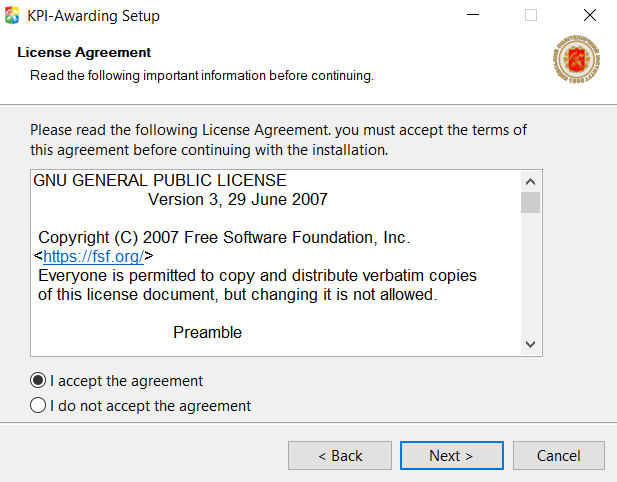 KPI-Awarding Setup
License Agreement
Read the following important information before continuing.
Please read the following License Agreement. you must accept the terms of
this agreement before continuing with the installation.
GNU GENERAL PUBLIC LICENSE
Version 3, 29 June 2007
Copyright (C) 2007 Free Software Foundation, Inc.
<https://fsf.org/>
Everyone is permitted to copy and distribute verbatim copies
of this license document, but changing it is not allowed.
Preamble
I accept the agreement
I do not accept the agreement
< Back
Next >
Cancel